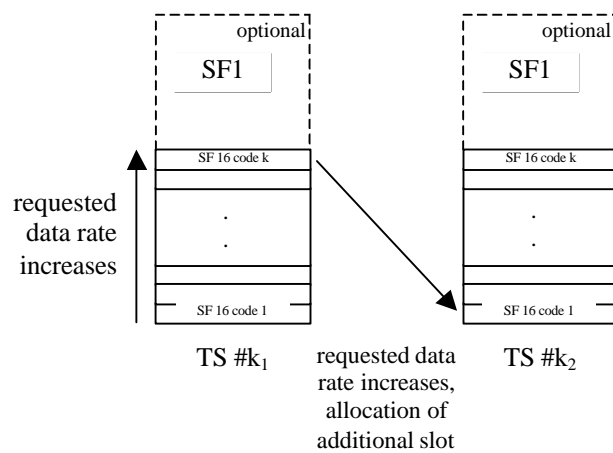 optional
SF1
SF 16 code k
.
.
SF 16 code 1
TS #k₁
requested
data rate
increases
requested data
rate increases,
allocation of
additional slot
optional
SF1
SF 16 code k
.
.
SF 16 code 1
TS #k₂